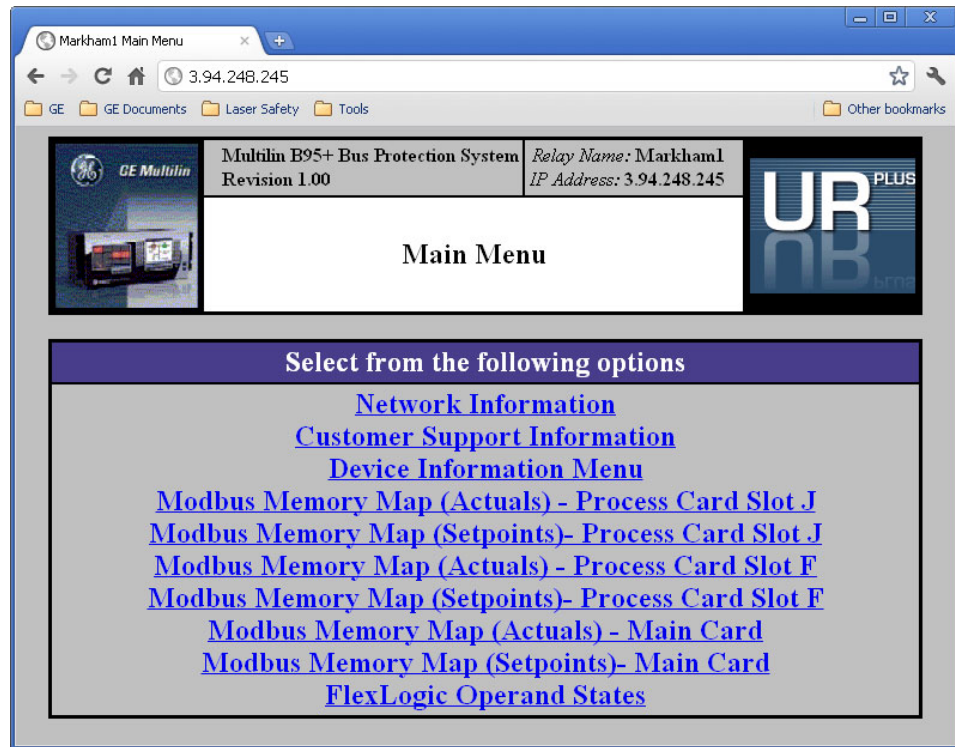 Markham1 Main Menu
3.94.248.245
GE
GE Documents
Laser Safety
Tools
Other bookmarks
GE Multilin
Multilin B95+ Bus Protection System
Revision 1.00
Relay Name: Markham1
IP Address: 3.94.248.245
UR PLUS
Main Menu
Select from the following options
Network Information
Customer Support Information
Device Information Menu
Modbus Memory Map (Actuals) - Process Card Slot J
Modbus Memory Map (Setpoints)- Process Card Slot J
Modbus Memory Map (Actuals) - Process Card Slot F
Modbus Memory Map (Setpoints)- Process Card Slot F
Modbus Memory Map (Actuals) - Main Card
Modbus Memory Map (Setpoints)- Main Card
FlexLogic Operand States